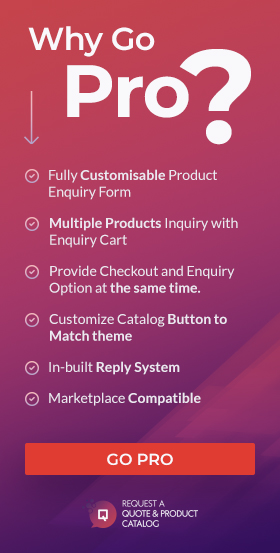 Why Go
Pro?
Fully Customisable Product
Enquiry Form
Multiple Products Inquiry with
Enquiry Cart
Provide Checkout and Enquiry
Option at the same time.
Customize Catalog Button to
Match theme
In-built Reply System
Marketplace Compatible
GO PRO
Q
REQUEST A
QUOTE & PRODUCT
CATALOG